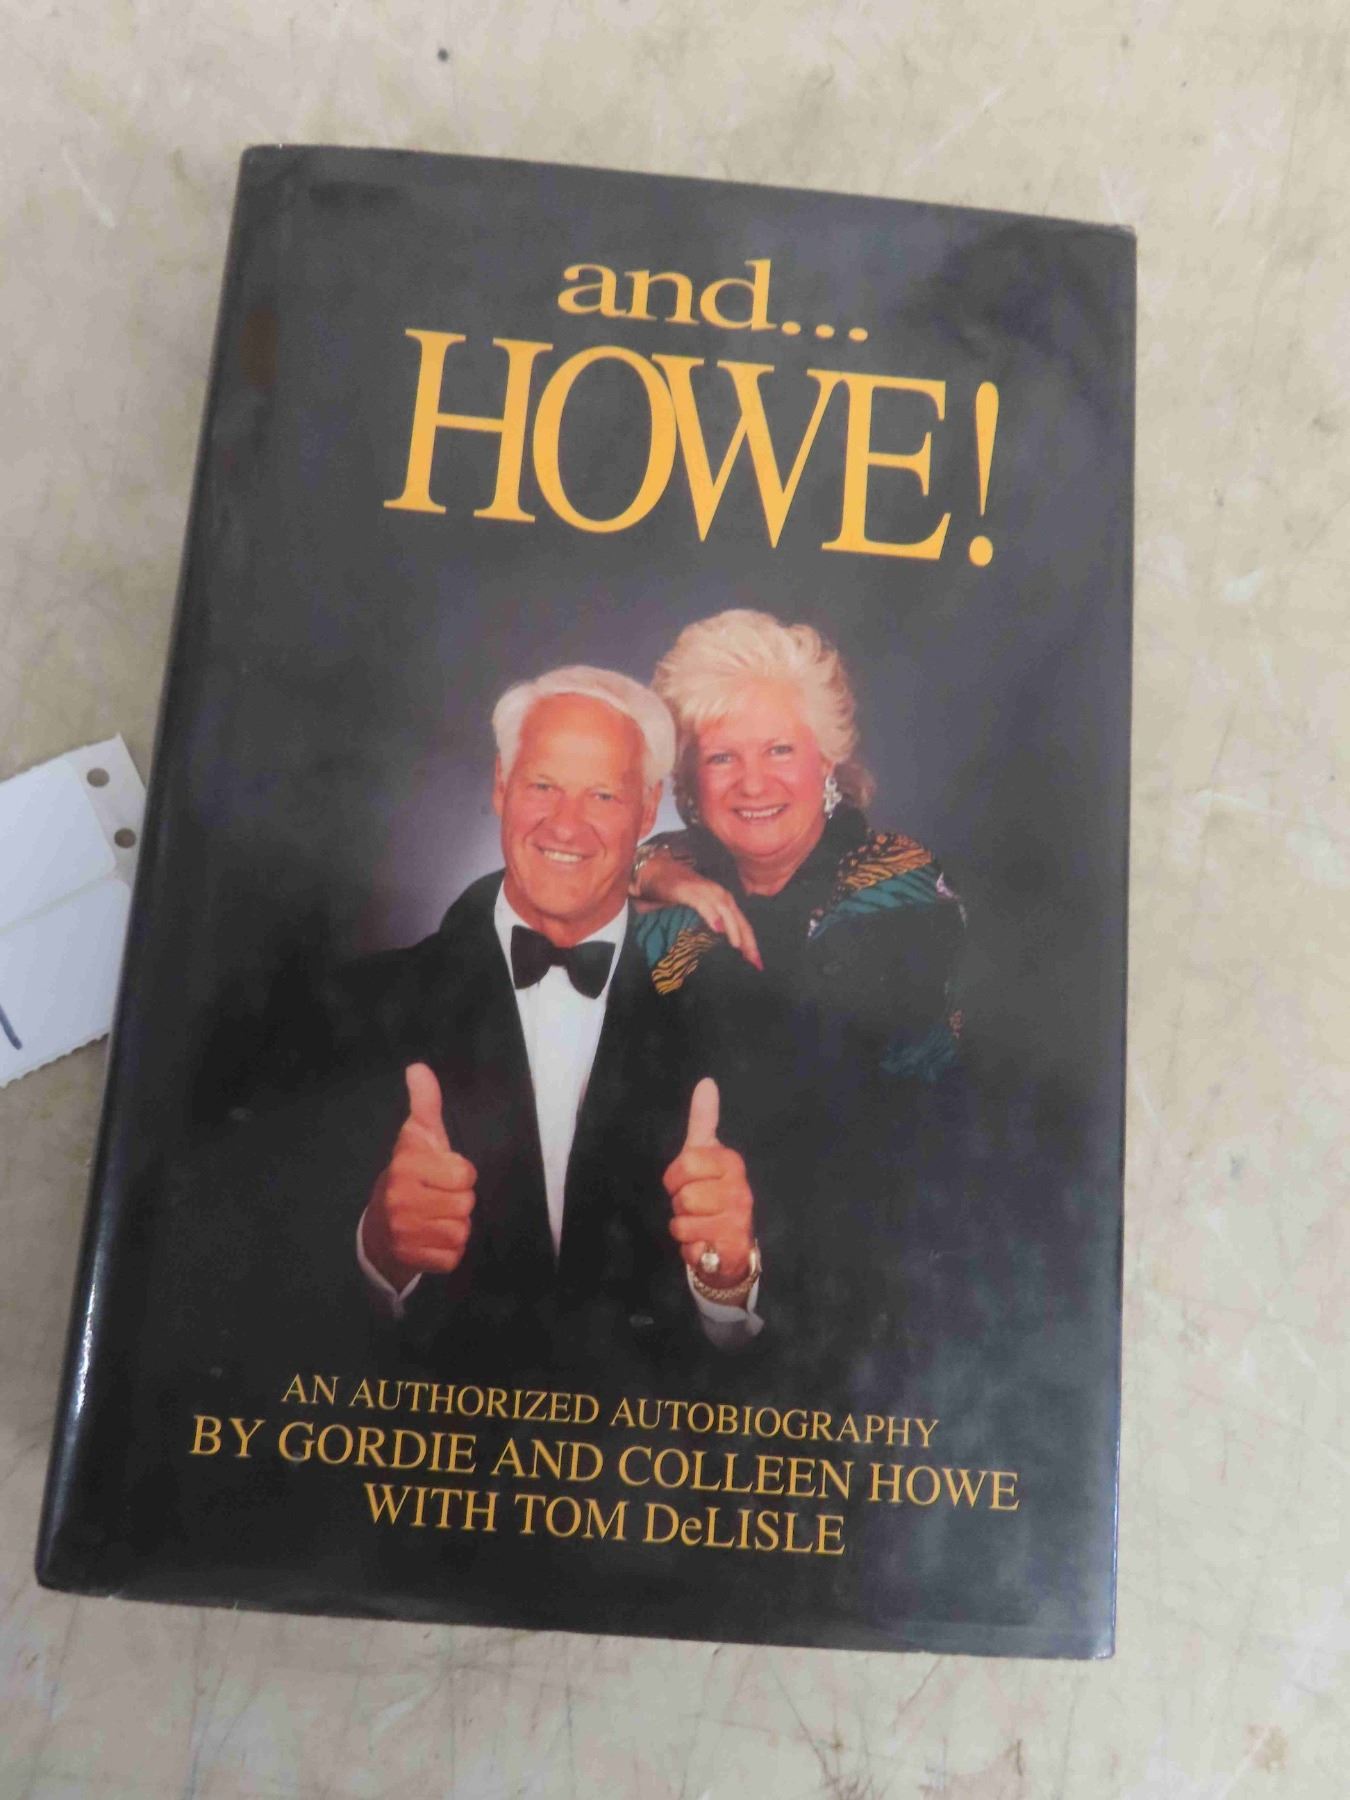 and...
HOWE!
AN AUTHORIZED AUTOBIOGRAPHY
BY GORDIE AND COLLEEN HOWE
WITH TOM DeLISLE